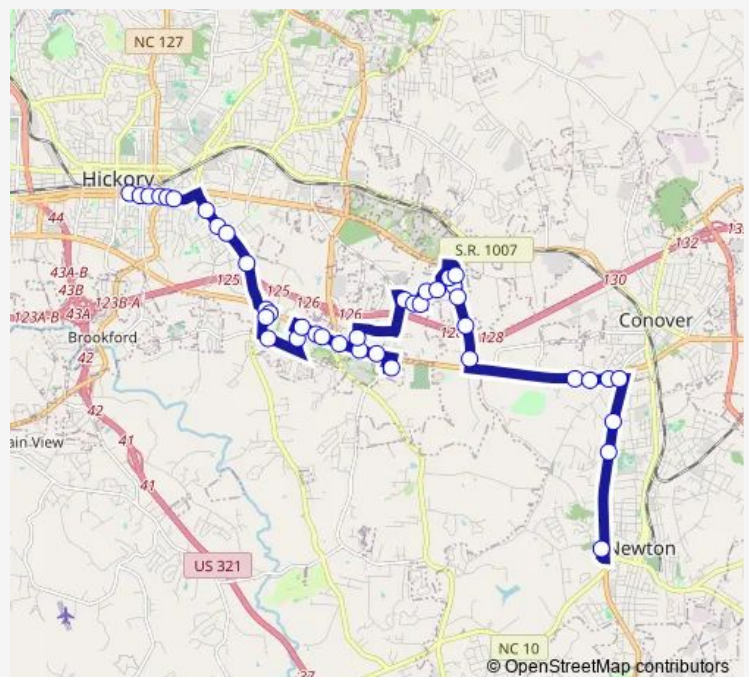 NC 127
Hickory
44
43A-B
43B
43A
123A-B
123B-A
125
125
126
126
S.R. 1007
128
130
132
Conover
Brookford
42
42
41
41
ain View
US 321
Newton
NC 10
37
© OpenStreetMap contributors